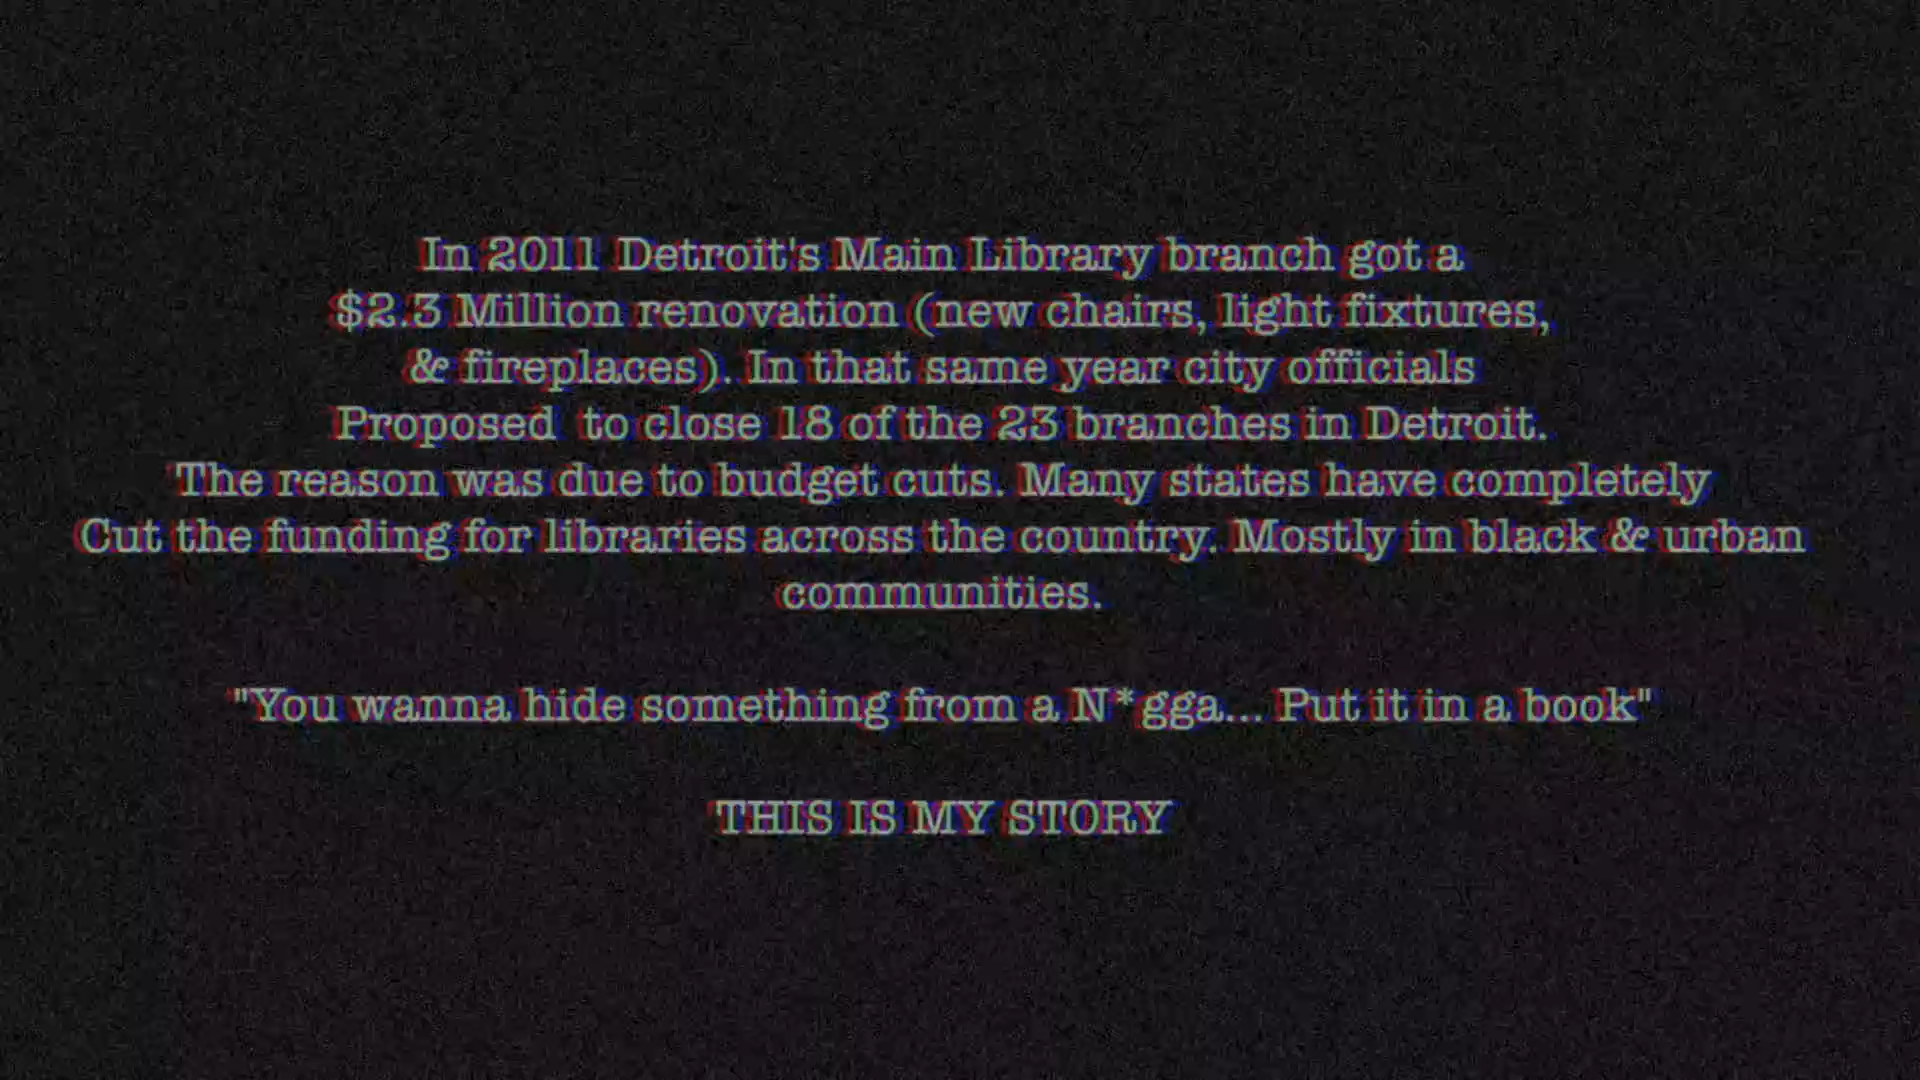 In 2011 Detroit's Main Library branch got a
$2.3 Million renovation (new chairs, light fixtures,
& fireplaces). In that same year city officials
Proposed  to close 18 of the 23 branches in Detroit.
The reason was due to budget cuts. Many states have completely
Cut the funding for libraries across the country. Mostly in black & urban
communities.
"You wanna hide something from a N*gga... Put it in a book"
THIS IS MY STORY